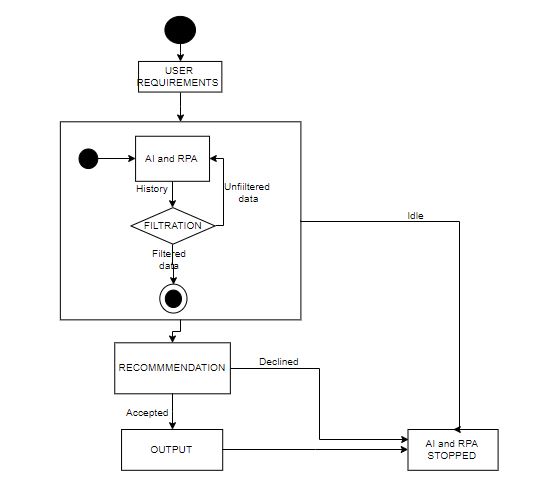 USER
REQUIREMENTS
AI and RPA
History
Unfiltered
data
FILTRATION
Filtered
data
Idle
RECOMMMENDATION
Declined
Accepted
OUTPUT
AI and RPA
STOPPED